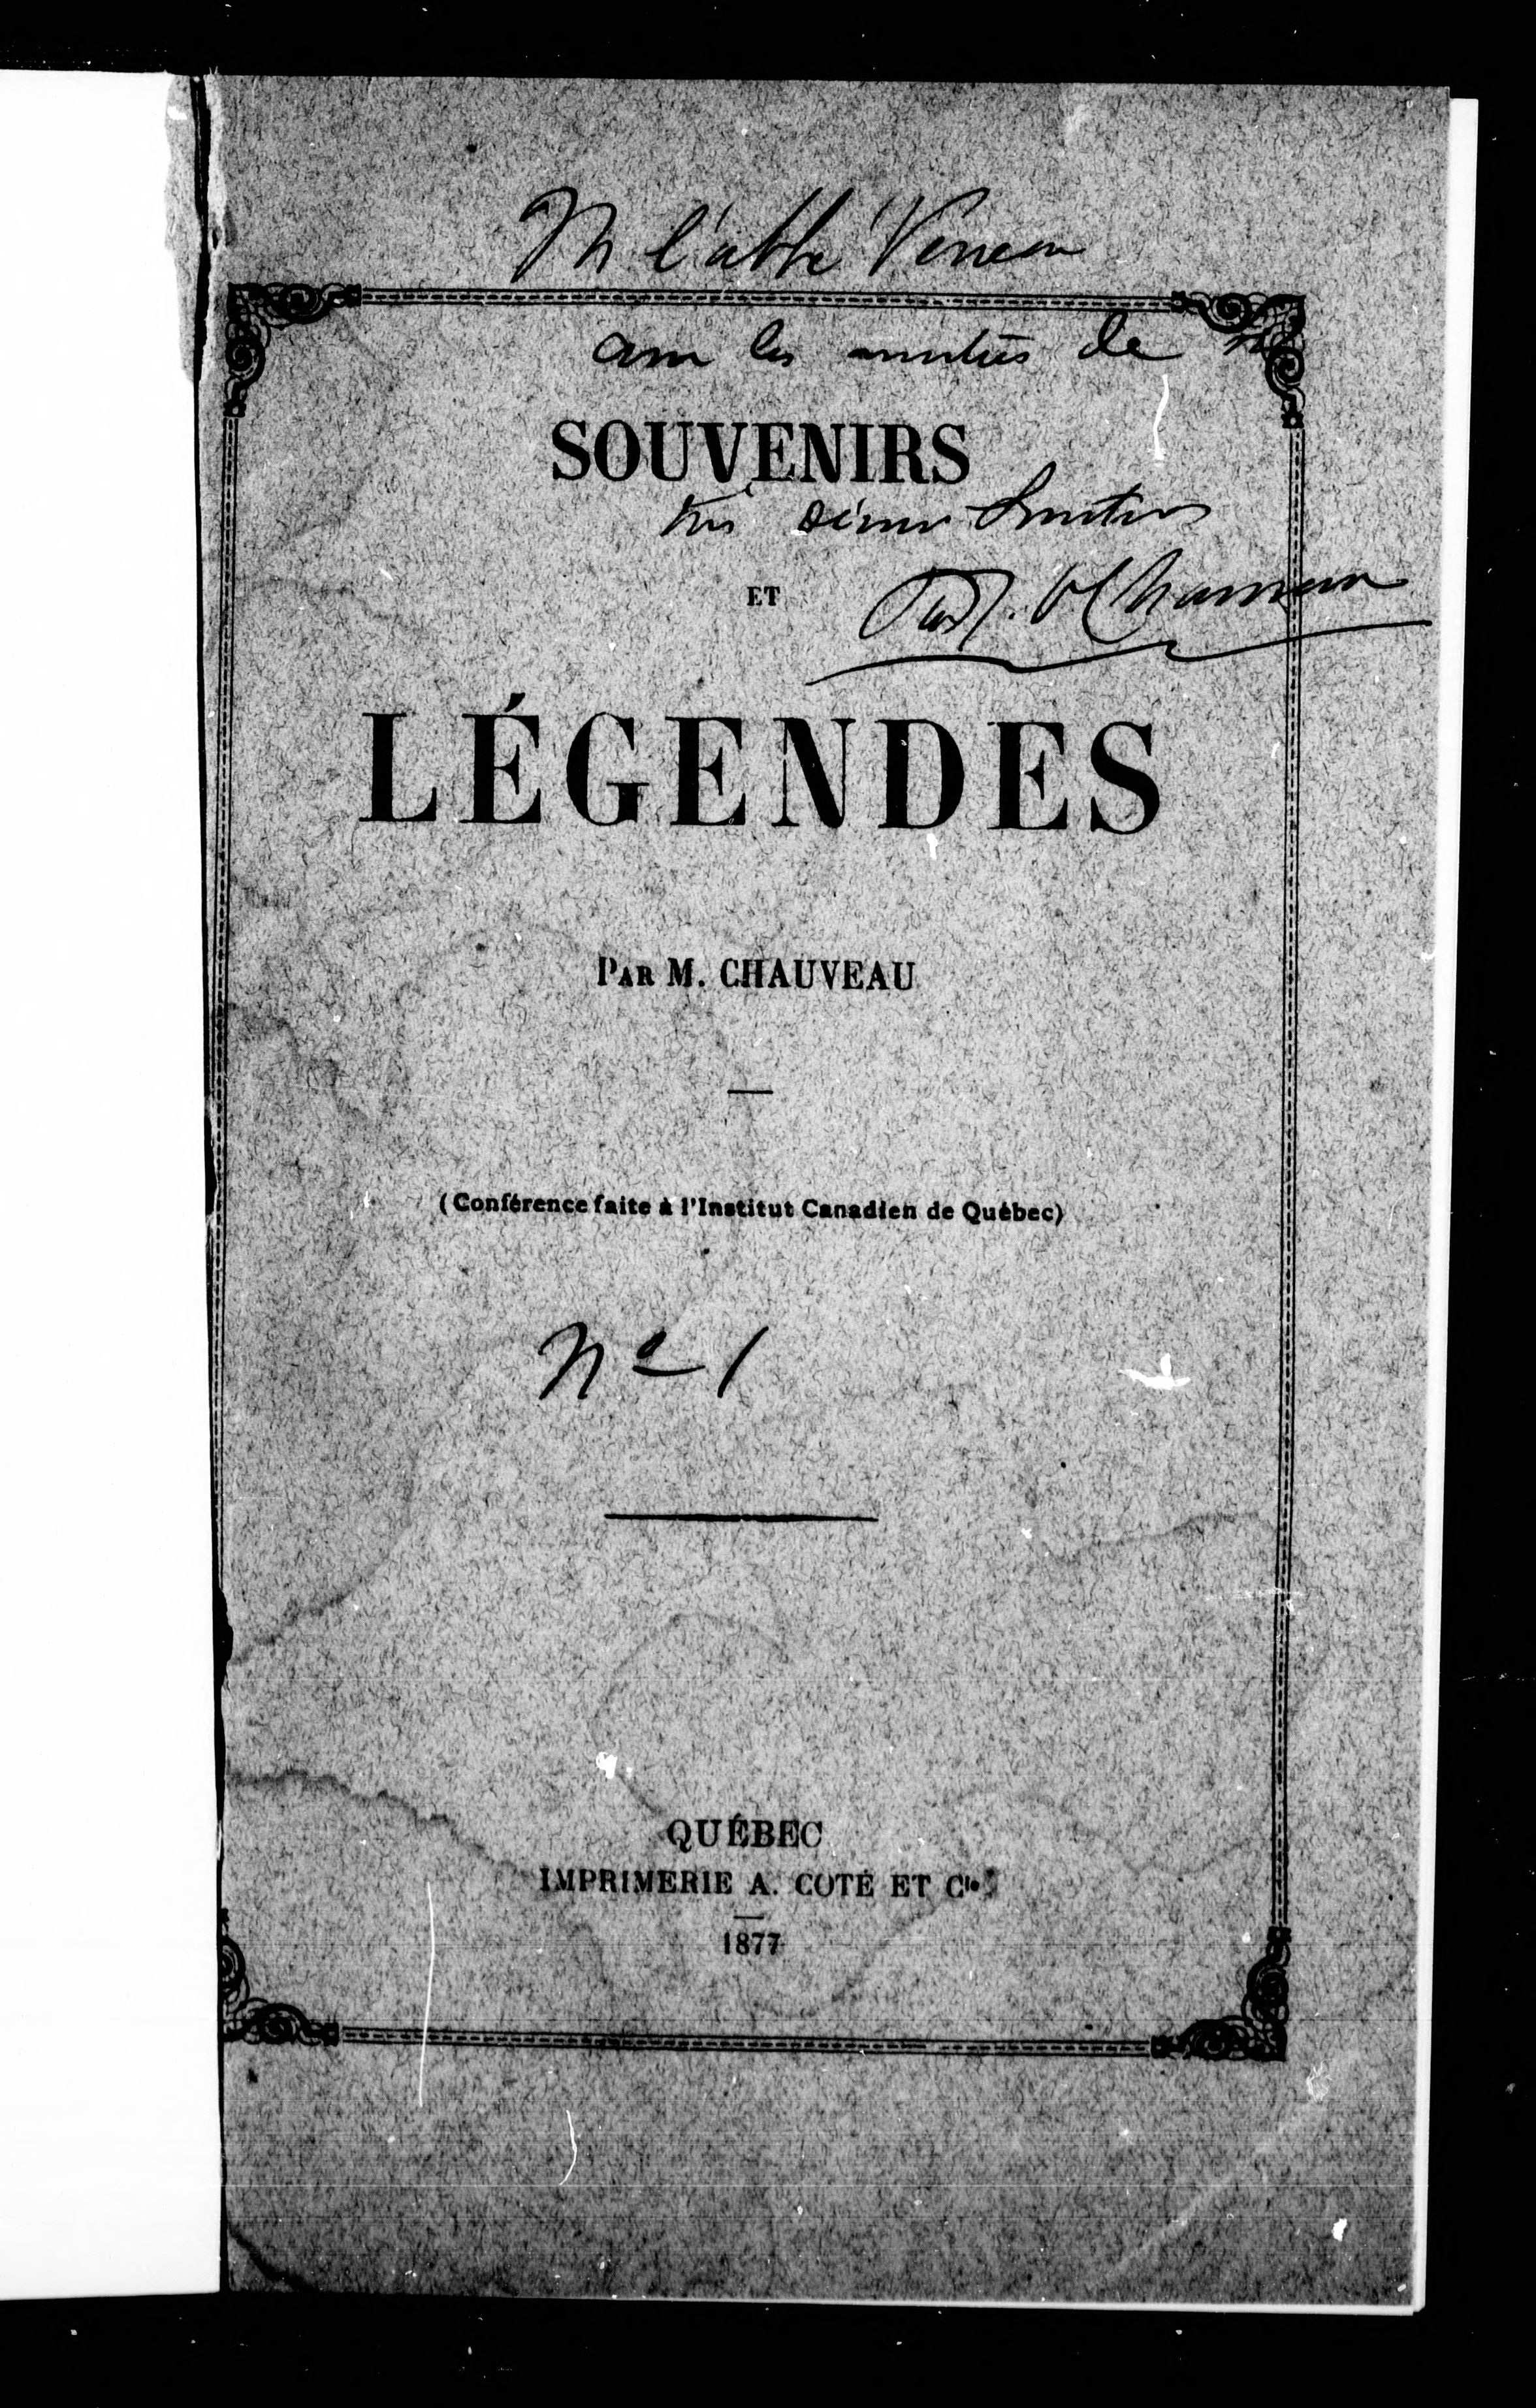 M l'abbé Verreau
les amitiés de
SOUVENIRS
ET
LÉGENDES
PAR M. CHAUVEAU
(Conférence faite à l'Institut Canadien de Québec)
No 1
QUÉBEC
IMPRIMERIE A. COTÉ ET Cie
1877